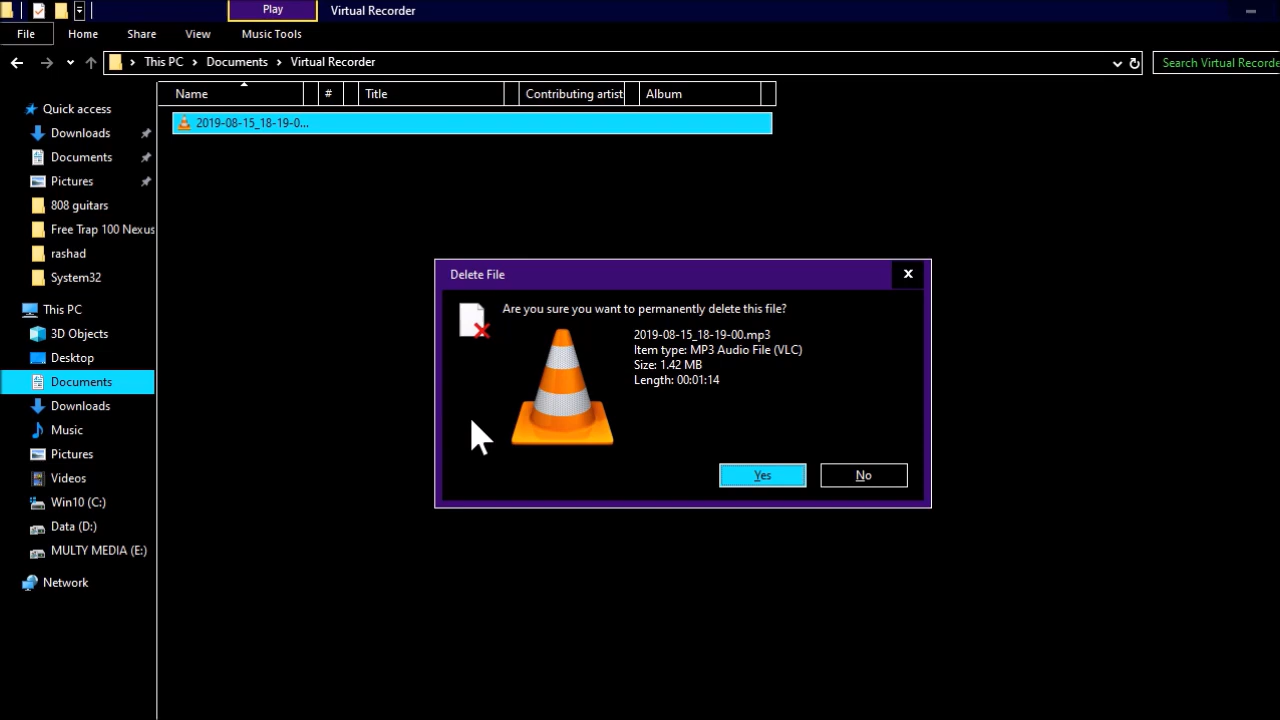 Play
Virtual Recorder
File
Home
Share
View
Music Tools
This PC
Documents
Virtual Recorder
Search Virtual Recorde
Name
#
Title
Contributing artist
Album
2019-08-15_18-19-0...
Quick access
Downloads
Documents
Pictures
808 guitars
Free Trap 100 Nexus
rashad
System32
This PC
3D Objects
Desktop
Documents
Downloads
Music
Pictures
Videos
Win10 (C:)
Data (D:)
MULTY MEDIA (E:)
Network
Delete File
Are you sure you want to permanently delete this file?
2019-08-15_18-19-00.mp3
Item type: MP3 Audio File (VLC)
Size: 1.42 MB
Length: 00:01:14
Yes
No